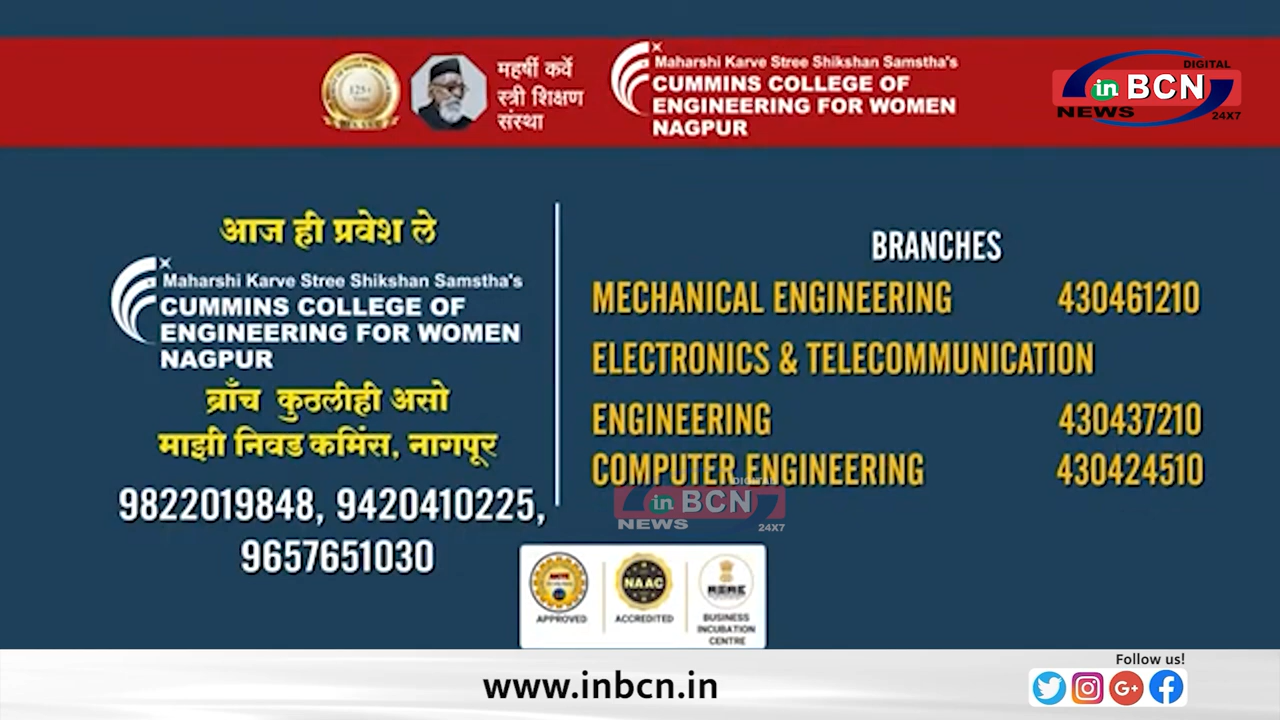 125+
महर्षी कर्वे
स्त्री शिक्षण
संस्था
Maharshi Karve Stree Shikshan Samstha's
CUMMINS COLLEGE OF
ENGINEERING FOR WOMEN
NAGPUR
DIGITAL
in BCN
NEWS
24X7
आज ही प्रवेश ले
Maharshi Karve Stree Shikshan Samstha's
CUMMINS COLLEGE OF
ENGINEERING FOR WOMEN
NAGPUR
ब्राँच कुठलीही असो
माझी निवड कमिंस, नागपूर
9822019848, 9420410225,
9657651030
BRANCHES
MECHANICAL ENGINEERING 430461210
ELECTRONICS & TELECOMMUNICATION
ENGINEERING 430437210
COMPUTER ENGINEERING 430424510
DIGITAL
in BCN
NEWS
24X7
APPROVED
NAAC
ACCREDITED
BUSINESS
INCUBATION
CENTRE
Follow us!
www.inbcn.in